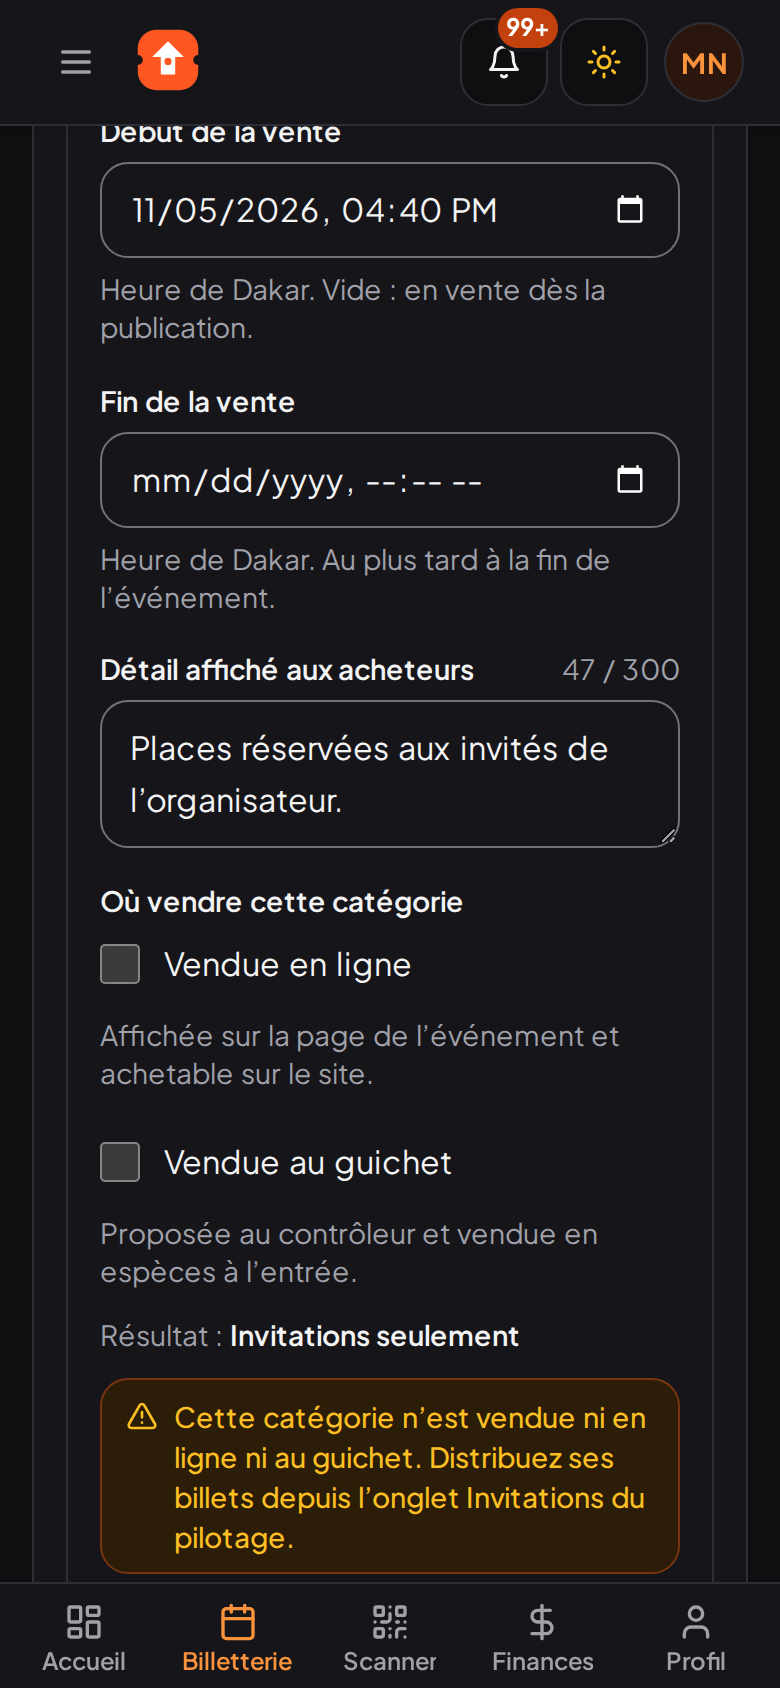 99+
MN
Début de la vente
11/05/2026, 04:40 PM
Heure de Dakar. Vide : en vente dès la
publication.
Fin de la vente
mm/dd/yyyy, --:-- --
Heure de Dakar. Au plus tard à la fin de
l’événement.
Détail affiché aux acheteurs 47 / 300
Places réservées aux invités de
l’organisateur.
Où vendre cette catégorie
Vendue en ligne
Affichée sur la page de l’événement et
achetable sur le site.
Vendue au guichet
Proposée au contrôleur et vendue en
espèces à l’entrée.
Résultat : Invitations seulement
Cette catégorie n’est vendue ni en
ligne ni au guichet. Distribuez ses
billets depuis l’onglet Invitations du
pilotage.
Accueil Billetterie Scanner Finances Profil